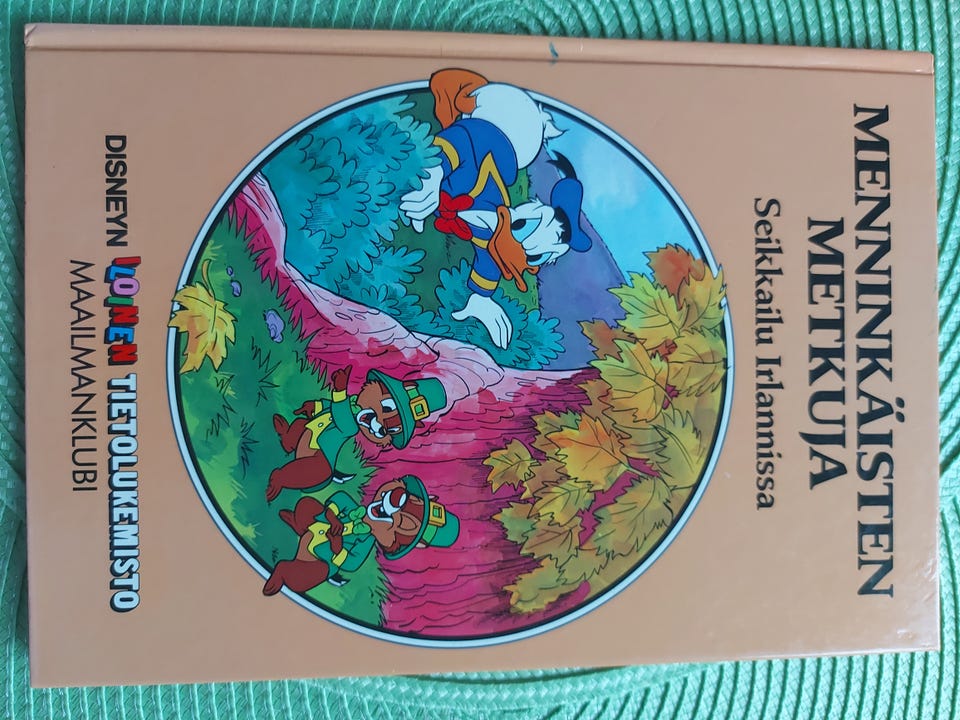 MENNINKÄISTEN
METKUJA
Seikkailu Irlannissa
DISNEYN ILOINEN TIETOLUKEMISTO
MAAILMANKLUBI